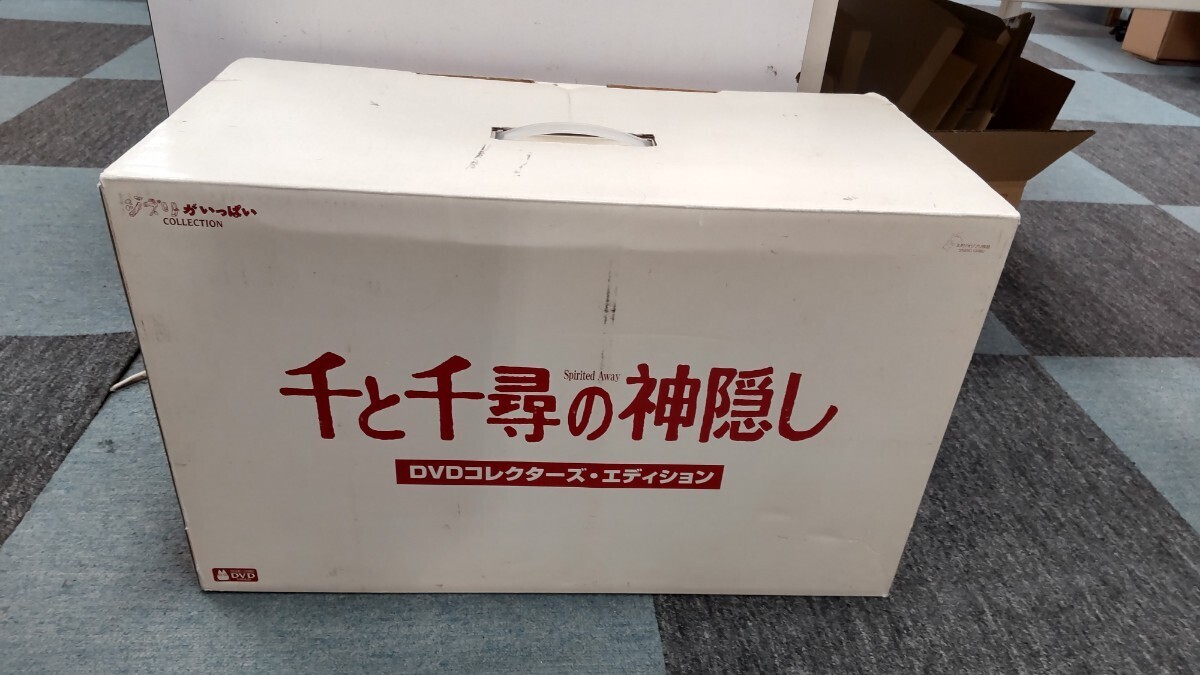 ジブリがいっぱい
COLLECTION
Spirited Away
千と千尋の神隠し
DVDコレクターズ・エディション
DVD